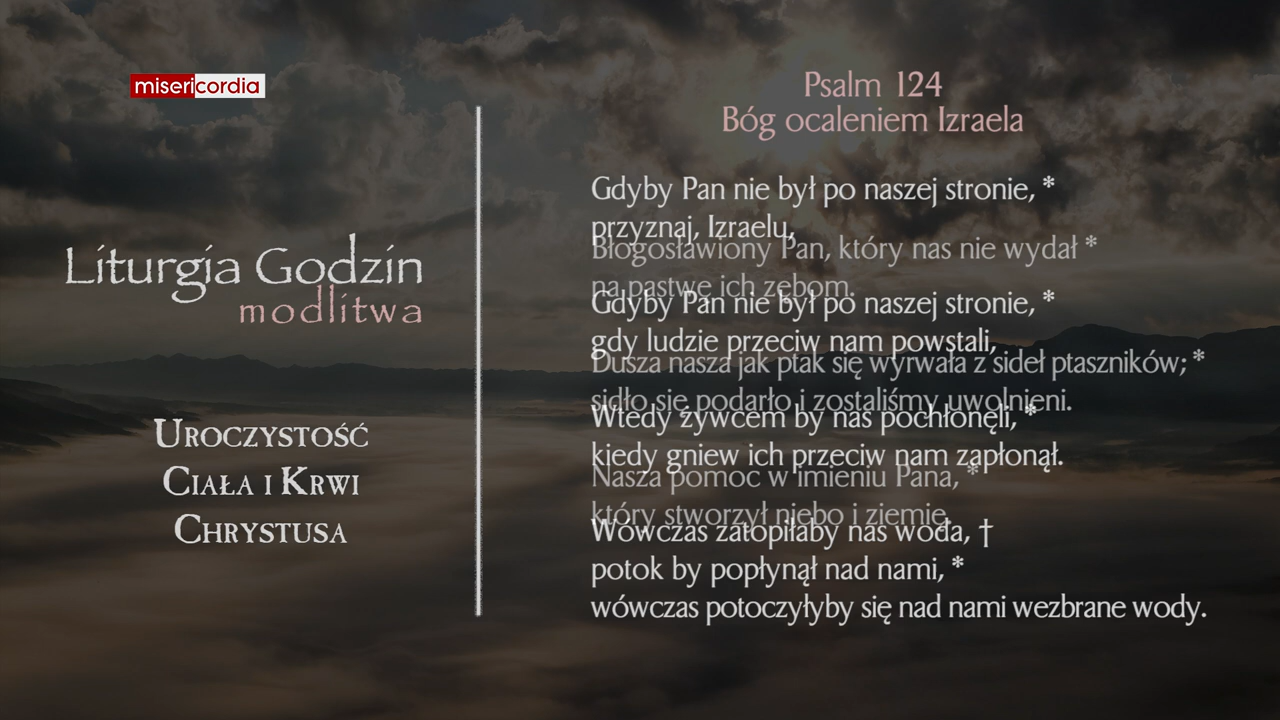 misericordia
Liturgia Godzin
modlitwa
Uroczystość
Ciała i Krwi
Chrystusa
Psalm 124
Bóg ocaleniem Izraela
Gdyby Pan nie był po naszej stronie, *
przyznaj, Izraelu,
Błogosławiony Pan, który nas nie wydał *
na pastwę ich zębom.
Gdyby Pan nie był po naszej stronie, *
gdy ludzie przeciw nam powstali,
Dusza nasza jak ptak się wyrwała z sideł ptaszników; *
sidło się podarło i zostaliśmy uwolnieni.
Wtedy żywcem by nas pochłonęli, *
kiedy gniew ich przeciw nam zapłonął.
Nasza pomoc w imieniu Pana, *
który stworzył niebo i ziemię.
Wówczas zatopiłaby nas woda, †
potok by popłynął nad nami, *
wówczas potoczyłyby się nad nami wezbrane wody.